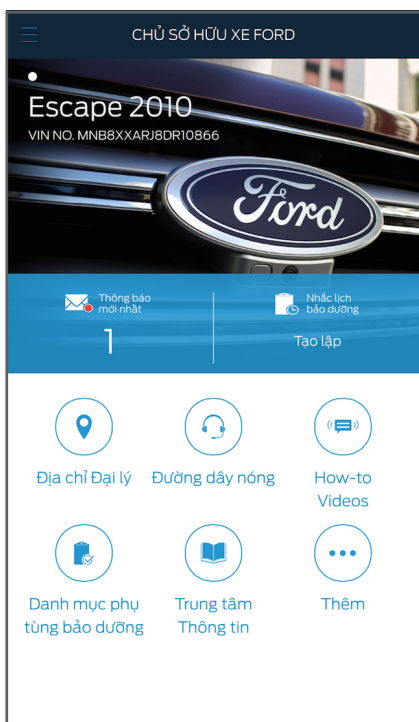 CHỦ SỞ HỮU XE FORD
Escape 2010
VIN NO. MNB8XXARJ8DR10866
Ford
Thông báo
mới nhất
1
Nhắc lịch
bảo dưỡng
Tạo lập
Địa chỉ Đại lý
Đường dây nóng
How-to
Videos
Danh mục phụ
tùng bảo dưỡng
Trung tâm
Thông tin
Thêm